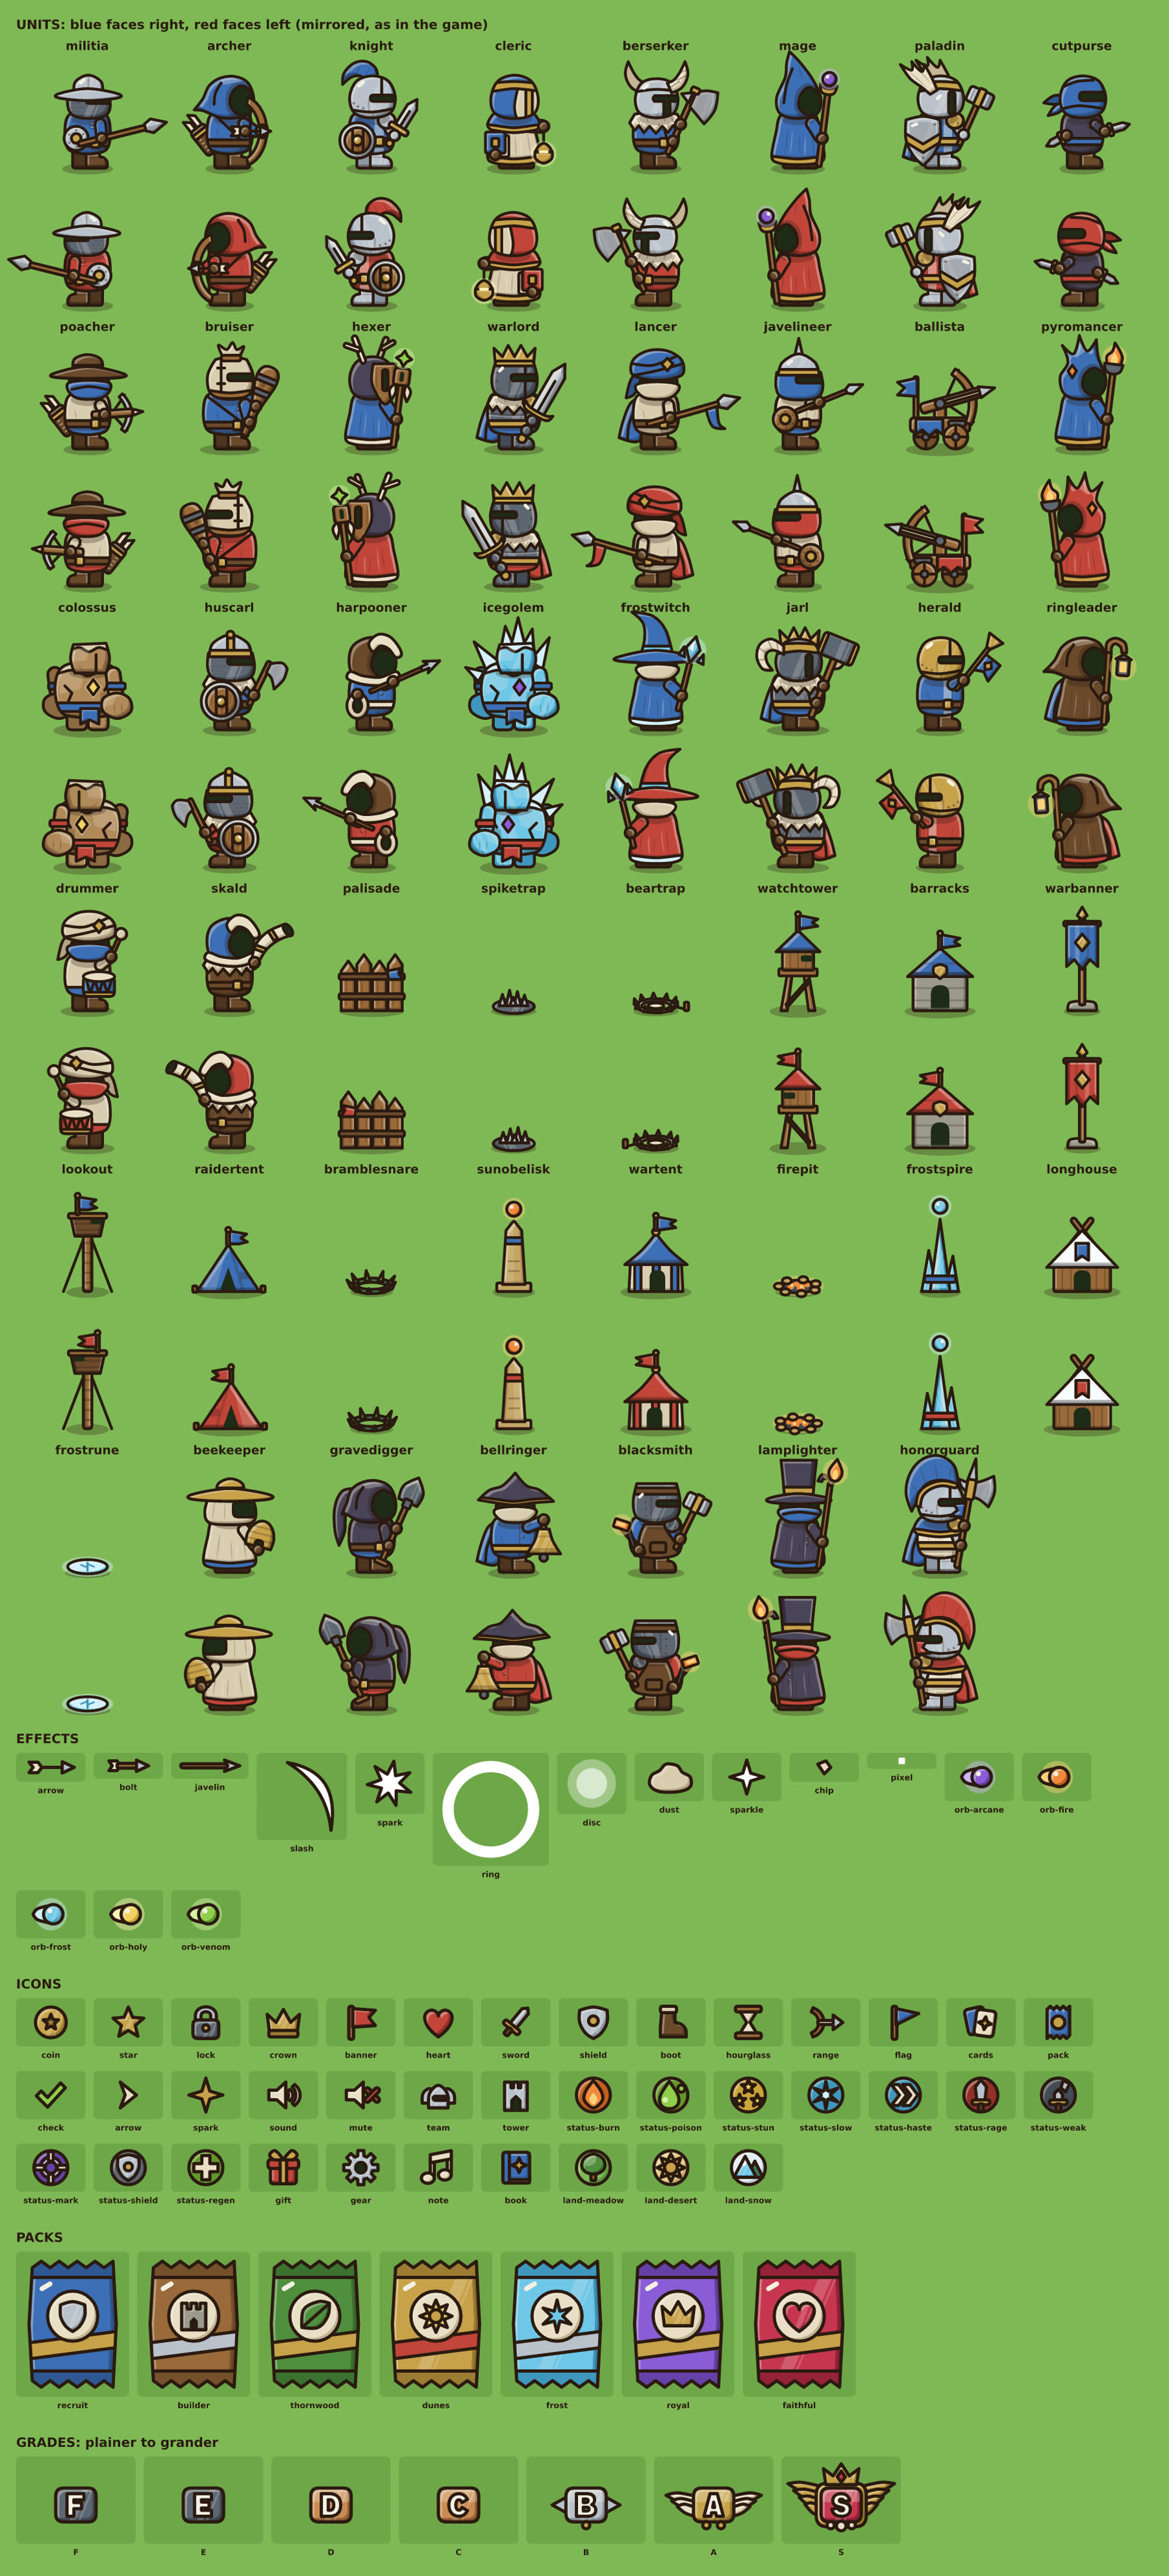 UNITS: blue faces right, red faces left (mirrored, as in the game)
militia archer knight cleric berserker mage paladin cutpurse
poacher bruiser hexer warlord lancer javelineer ballista pyromancer
colossus huscarl harpooner icegolem frostwitch jarl herald ringleader
drummer skald palisade spiketrap beartrap watchtower barracks warbanner
lookout raidertent bramblesnare sunobelisk wartent firepit frostspire longhouse
frostrune beekeeper gravedigger bellringer blacksmith lamplighter honorguard
EFFECTS
arrow bolt javelin slash spark ring disc dust sparkle chip pixel orb-arcane orb-fire
orb-frost orb-holy orb-venom
ICONS
coin star lock crown banner heart sword shield boot hourglass range flag cards pack
check arrow spark sound mute team tower status-burn status-poison status-stun status-slow status-haste status-rage status-weak
status-mark status-shield status-regen gift gear note book land-meadow land-desert land-snow
PACKS
recruit builder thornwood dunes frost royal faithful
GRADES: plainer to grander
F E D C B A S
F E D C B A S